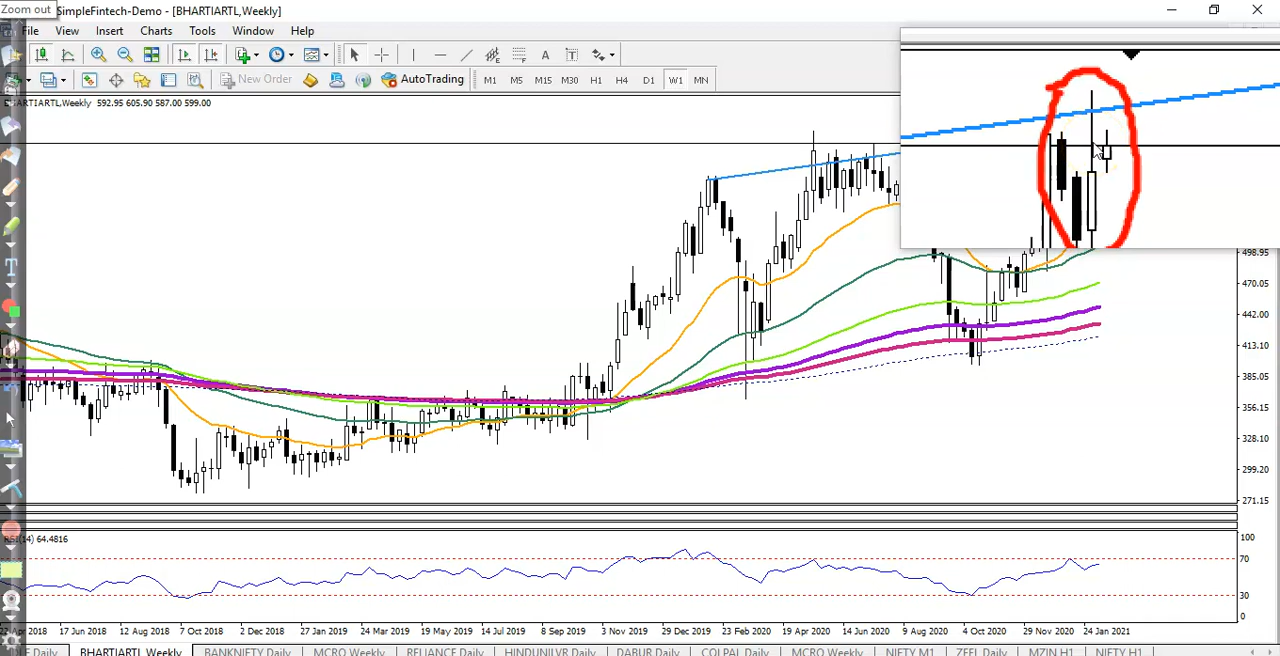 Zoom out
SimpleFintech-Demo - [BHARTIARTL,Weekly]
File View Insert Charts Tools Window Help
A T
New Order AutoTrading M1 M5 M15 M30 H1 H4 D1 W1 MN
BHARTIARTL,Weekly 592.95 605.90 587.00 599.00
T
498.95
470.05
442.00
413.10
385.05
356.15
328.10
299.20
271.15
RSI(14) 64.4816
100
70
30
0
22 Apr 2018 17 Jun 2018 12 Aug 2018 7 Oct 2018 2 Dec 2018 27 Jan 2019 24 Mar 2019 19 May 2019 14 Jul 2019 8 Sep 2019 3 Nov 2019 29 Dec 2019 23 Feb 2020 19 Apr 2020 14 Jun 2020 9 Aug 2020 4 Oct 2020 29 Nov 2020 24 Jan 2021
Daily BHARTIARTL,Weekly BANKNIFTY,Daily MCRO,Weekly RELIANCE,Daily HINDUNILVR,Daily DABUR,Daily COLPAL,Daily MCRO,Weekly NIFTY,M1 ZEEL,Daily MZIN,H1 NIFTY,H1